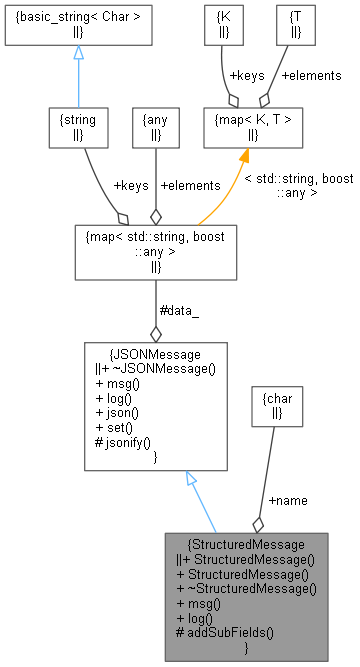 {basic_string< Char >
||}
{K
||}
{T
||}
+keys
+elements
{string
||}
{any
||}
{map< K, T >
||}
+keys
+elements
< std::string, boost
::any >
{map< std::string, boost
::any >
||}
#data_
{JSONMessage
||+ ~JSONMessage()
+ msg()
+ log()
+ json()
+ set()
# jsonify()
}
{char
||}
+name
{StructuredMessage
||+ StructuredMessage()
+ StructuredMessage()
+ ~StructuredMessage()
+ msg()
+ log()
# addSubFields()
}